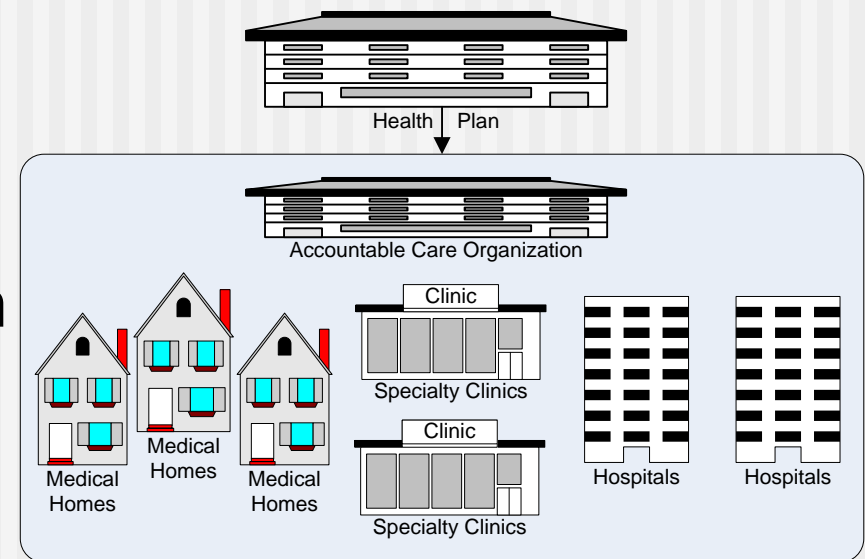 Health Plan
Accountable Care Organization
Clinic
Specialty Clinics
Clinic
Specialty Clinics
Medical
Homes
Medical
Homes
Medical
Homes
Hospitals
Hospitals